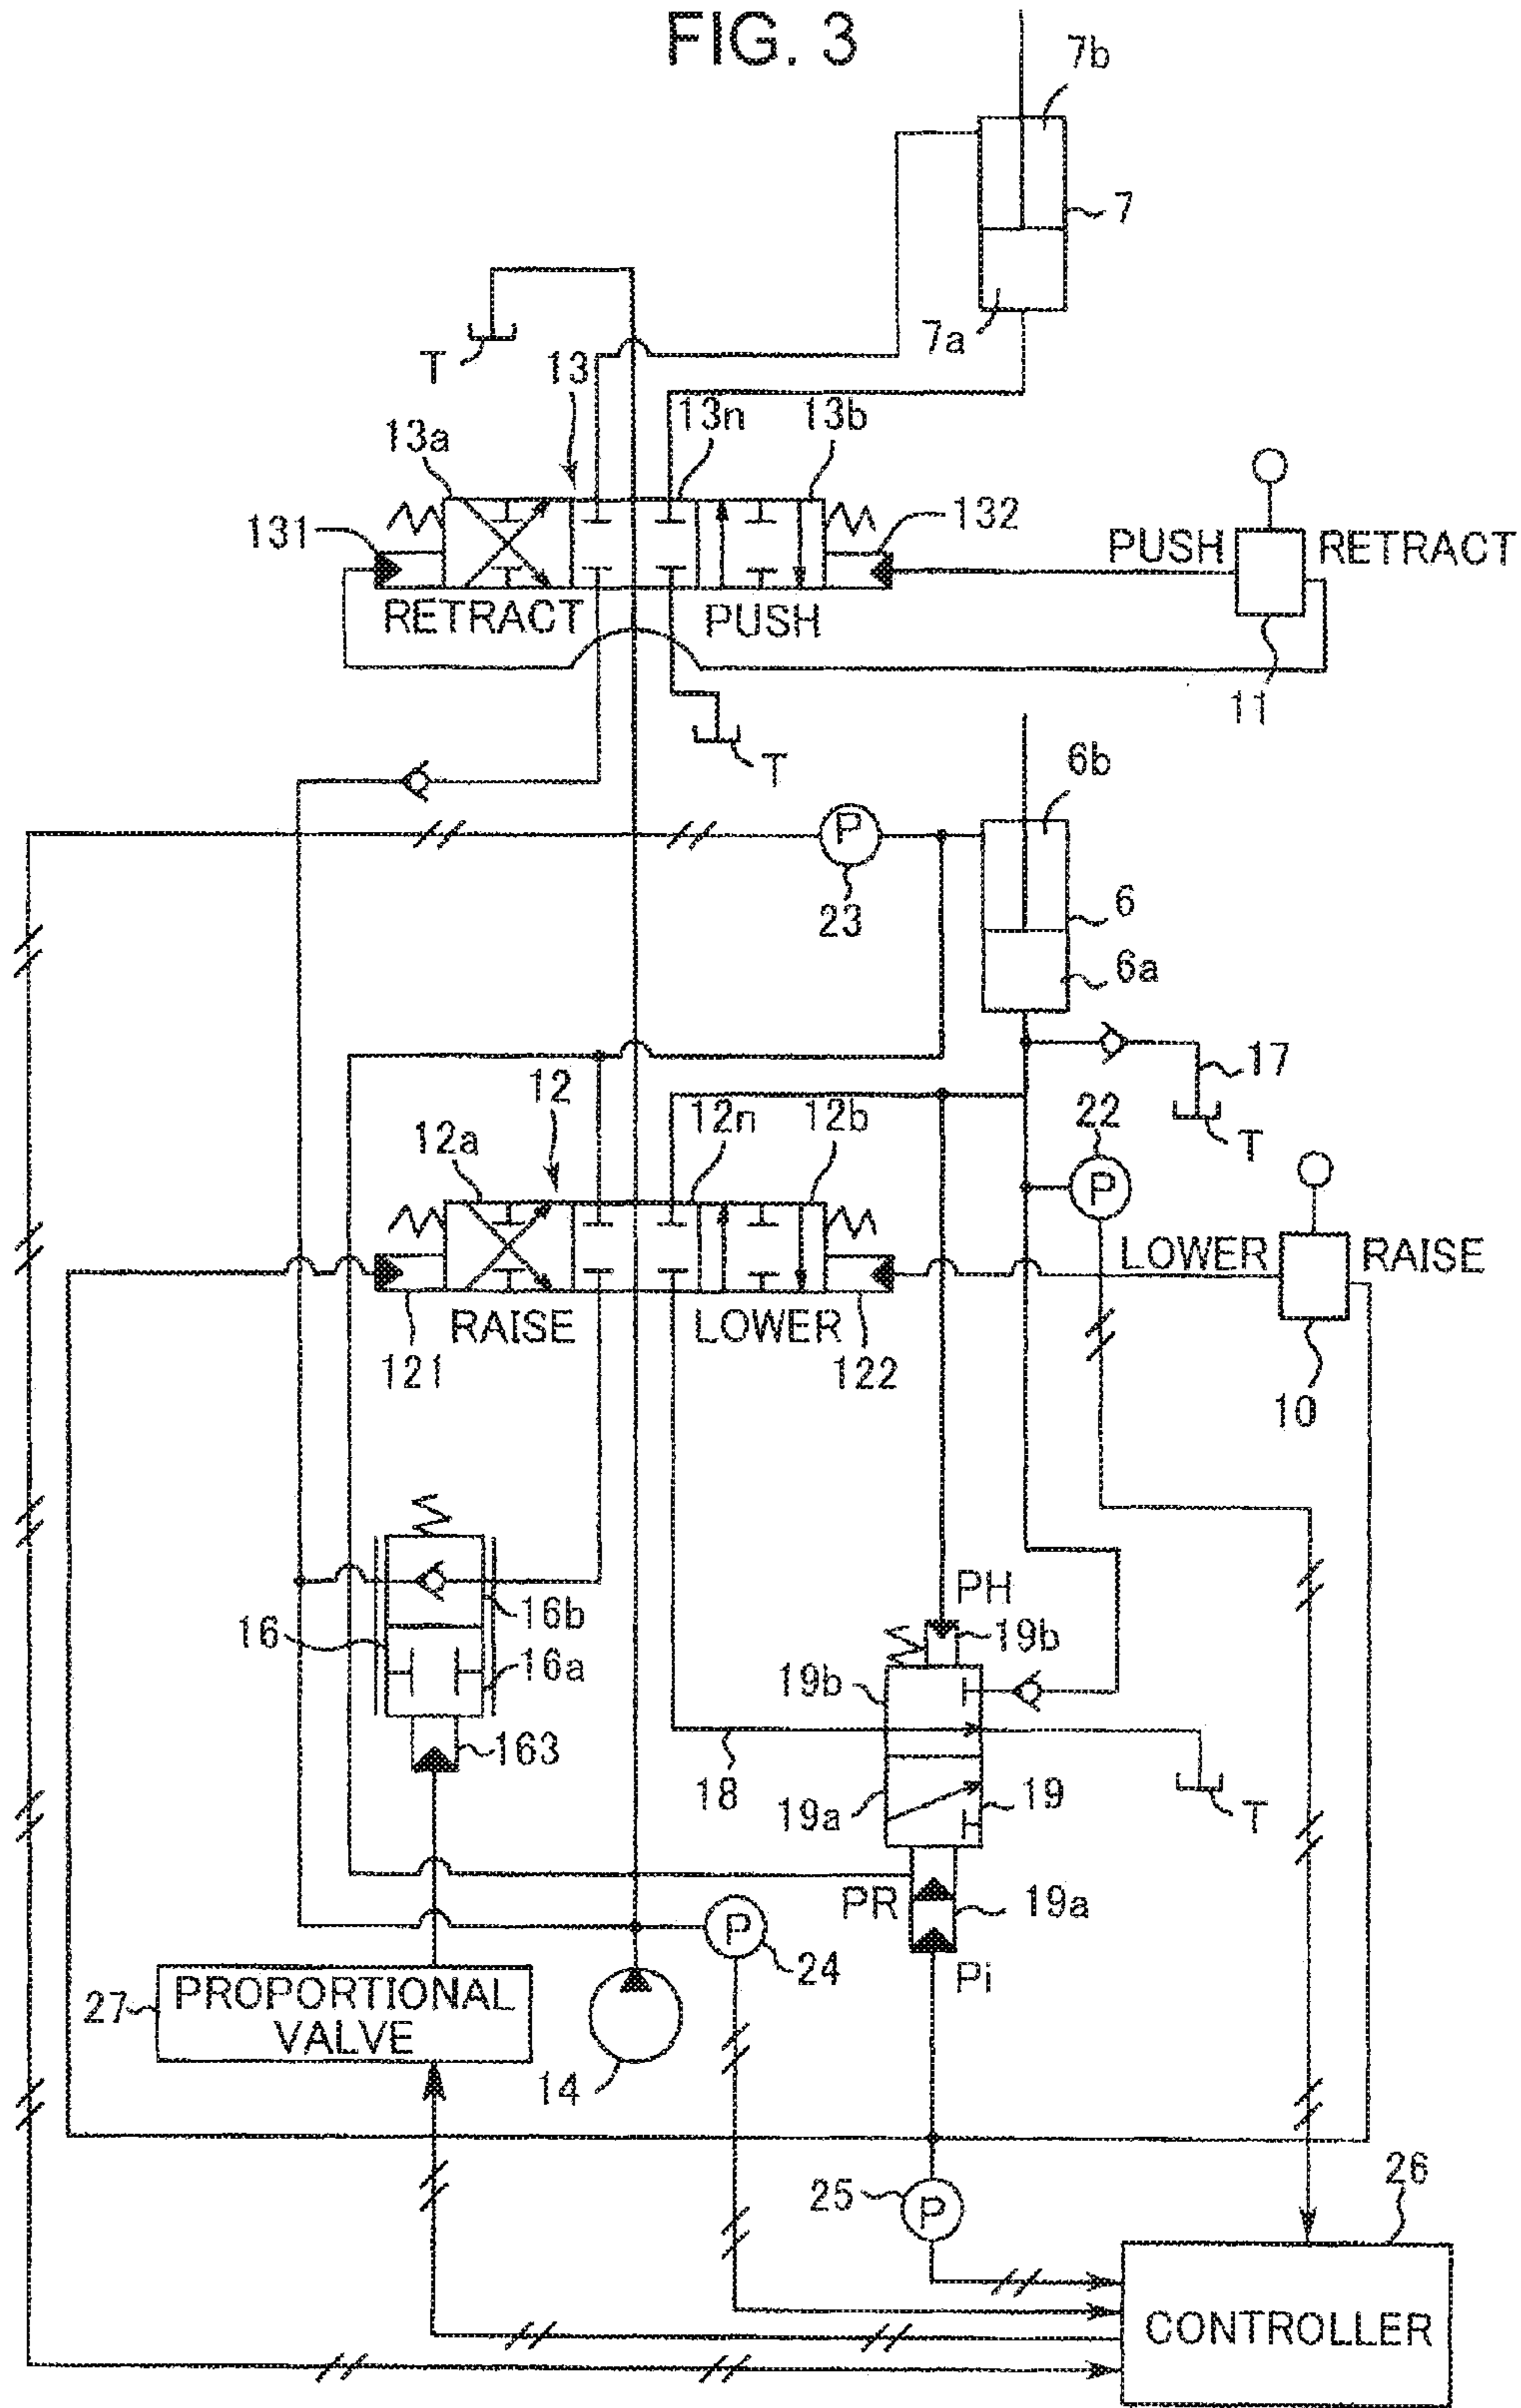 FIG. 3
7b
7
7a
T
13
13n
13b
13a
131
132
PUSH
RETRACT
RETRACT
PUSH
11
T
6b
P
23
6
6a
17
12
12n
12b
22
T
12a
P
LOWER
RAISE
RAISE
LOWER
121
122
10
PH
16b
19b
16
16a
19b
163
18
19a
19
T
PR
19a
P
24
Pi
27
PROPORTIONAL
VALVE
14
26
25
P
CONTROLLER